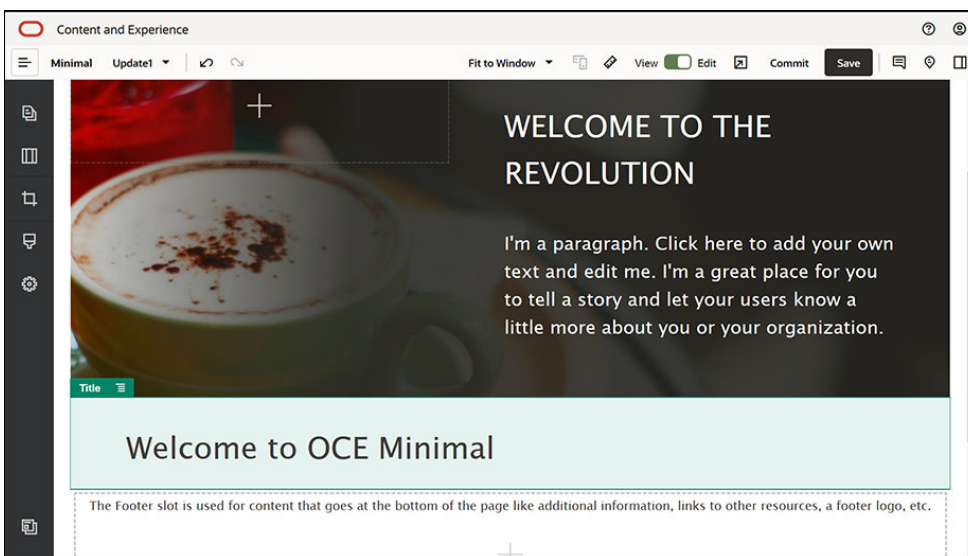 Content and Experience
Minimal Update1 Fit to Window View Edit Commit Save
WELCOME TO THE
REVOLUTION
I'm a paragraph. Click here to add your own
text and edit me. I'm a great place for you
to tell a story and let your users know a
little more about you or your organization.
Title
Welcome to OCE Minimal
The Footer slot is used for content that goes at the bottom of the page like additional information, links to other resources, a footer logo, etc.